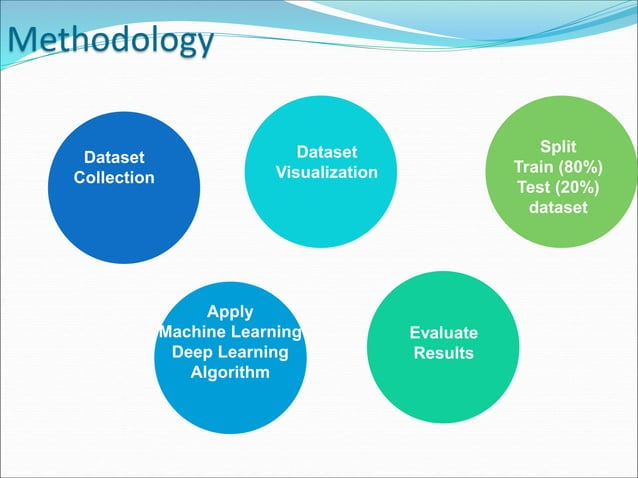 Methodology
Dataset
Collection
Dataset
Visualization
Split
Train (80%)
Test (20%)
dataset
Apply
Machine Learning
Deep Learning
Algorithm
Evaluate
Results